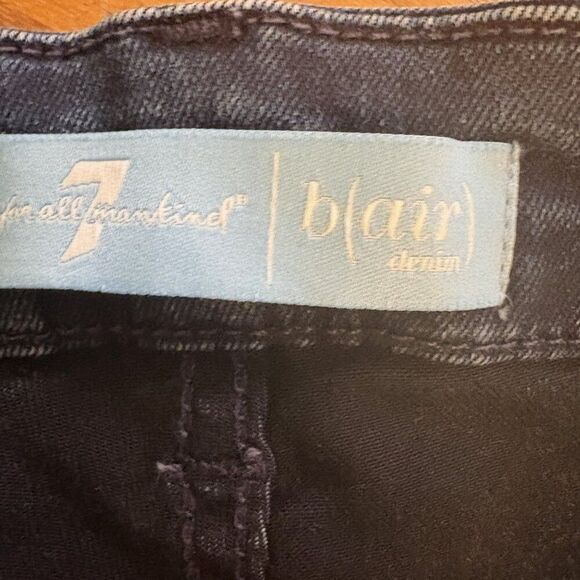 7
for all mankind®
b(air)
denim